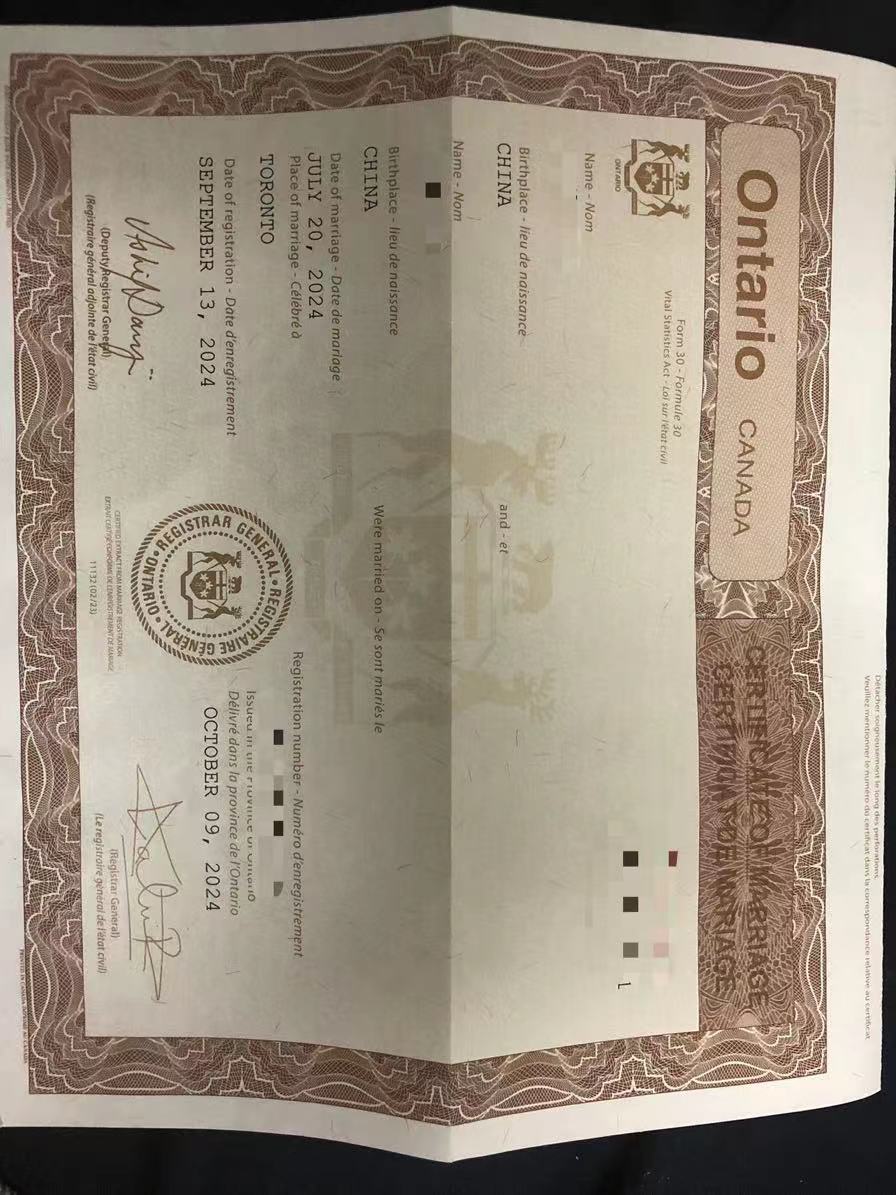 Détacher soigneusement le long des perforations.
Veuillez mentionner le numéro du certificat dans la correspondance relative au certificat
Ontario CANADA
CERTIFICATE OF MARRIAGE
CERTIFICAT DE MARIAGE
ONTARIO
Form 30 - Formule 30
Vital Statistics Act - Loi sur l'état civil
Name - Nom
Birthplace - lieu de naissance
CHINA
and - et
Name - Nom
Birthplace - lieu de naissance
CHINA
Were married on - Se sont mariés le
Date of marriage - Date de mariage
JULY 20, 2024
Place of marriage - Célébré à
TORONTO
Registration number - Numéro d'enregistrement
Date of registration - Date d'enregistrement
SEPTEMBER 13, 2024
Issued in the Province of Ontario
Délivré dans la province de l'Ontario
OCTOBER 09, 2024
REGISTRAR GENERAL • REGISTRAIRE GÉNÉRAL • ONTARIO •
(Deputy Registrar General)
(Registraire général adjointe de l'état civil)
(Registrar General)
(Le registraire général de l'état civil)
CERTIFIED EXTRACT FROM MARRIAGE REGISTRATION
EXTRAIT CERTIFIÉ CONFORME DE L'ENREGISTREMENT DE MARIAGE
11132 (02/23)